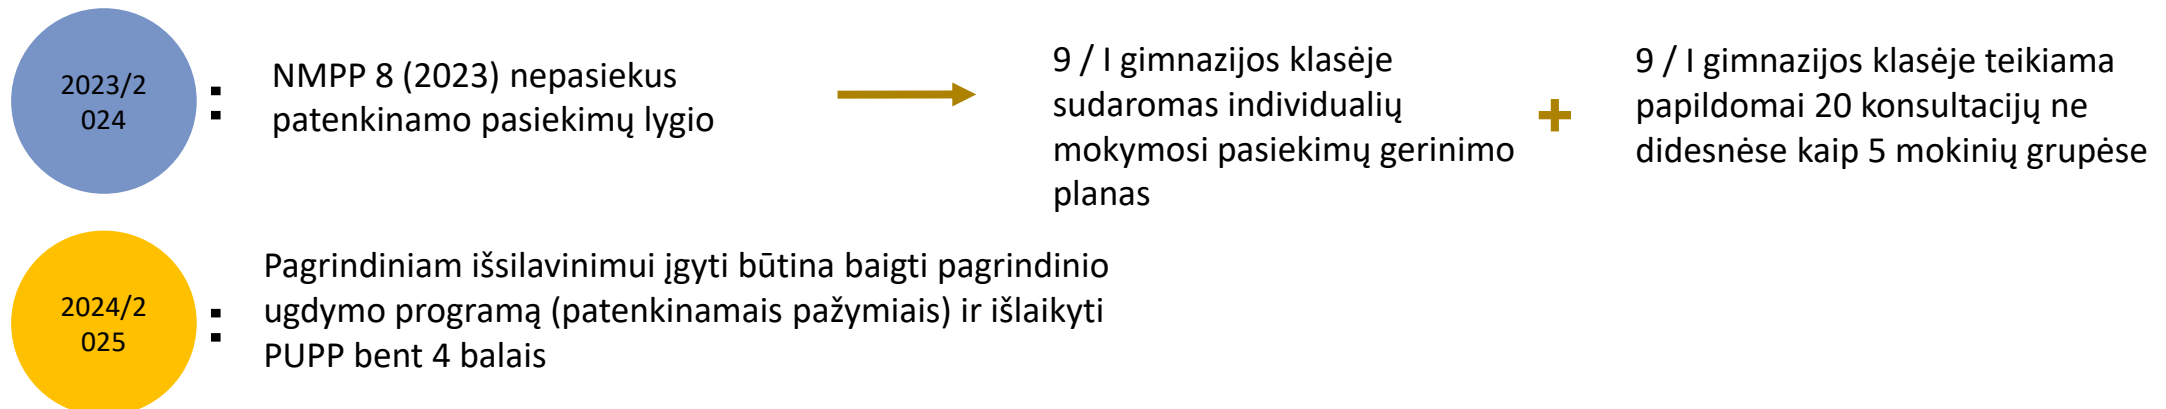 2023/2
024
:
NMPP 8 (2023) nepasiekus
patenkinamo pasiekimų lygio
9 / I gimnazijos klasėje
sudaromas individualių
mokymosi pasiekimų gerinimo
planas
+
9 / I gimnazijos klasėje teikiama
papildomai 20 konsultacijų ne
didesnėse kaip 5 mokinių grupėse
2024/2
025
:
Pagrindiniam išsilavinimui įgyti būtina baigti pagrindinio
ugdymo programą (patenkinamais pažymiais) ir išlaikyti
PUPP bent 4 balais